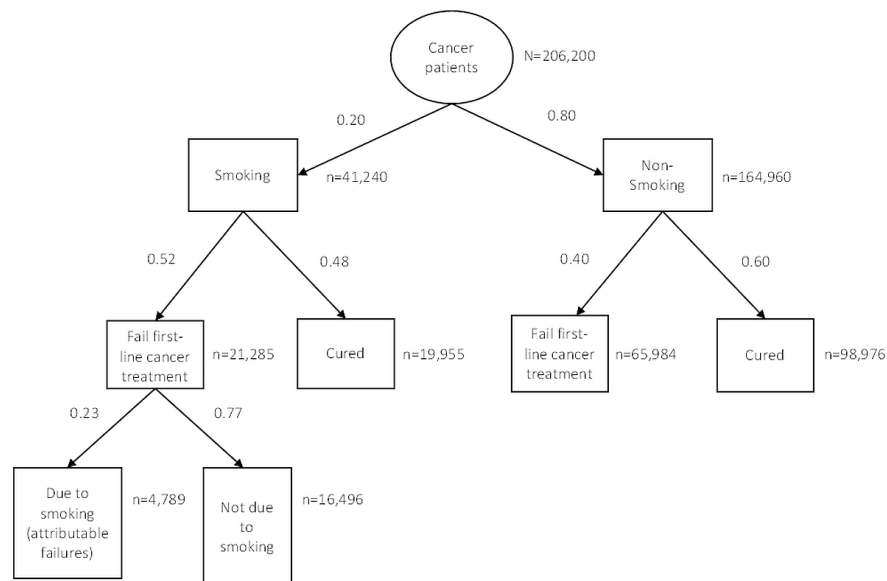 Cancer
patients
N=206,200
0.20
0.80
Smoking
n=41,240
Non-
Smoking
n=164,960
0.52
0.48
0.40
0.60
Fail first-
line cancer
treatment
n=21,285
Cured
n=19,955
Fail first-
line cancer
treatment
n=65,984
Cured
n=98,976
0.23
0.77
Due to
smoking
(attributable
failures)
n=4,789
Not due
to
smoking
n=16,496